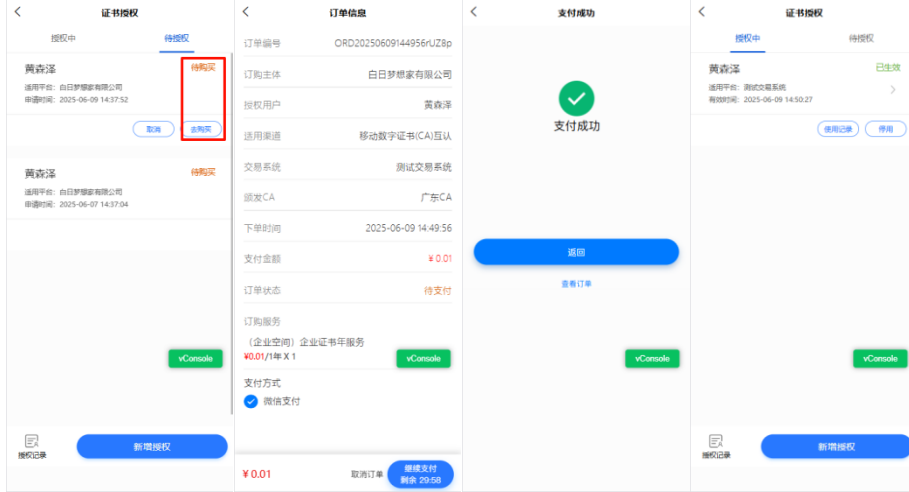 证书授权
授权中
待授权
黄森泽
待购买
适用平台：白日梦想家有限公司
申请时间：2025-06-09 14:37:52
取消
去购买
黄森泽
待购买
适用平台：白日梦想家有限公司
申请时间：2025-06-07 14:37:04
vConsole
授权记录
新增授权
订单信息
订单编号
ORD20250609144956rUZ8p
订购主体
白日梦想家有限公司
授权用户
黄森泽
适用渠道
移动数字证书(CA)互认
交易系统
测试交易系统
颁发CA
广东CA
下单时间
2025-06-09 14:49:56
支付金额
¥ 0.01
订单状态
待支付
订购服务
（企业空间）企业证书年服务
¥0.01/1年 X 1
vConsole
支付方式
微信支付
¥ 0.01
取消订单
继续支付
剩余 29:58
支付成功
支付成功
返回
查看订单
vConsole
证书授权
授权中
待授权
黄森泽
已生效
适用平台：测试交易系统
有效时间：2025-06-09 14:50:27
使用记录
停用
vConsole
授权记录
新增授权